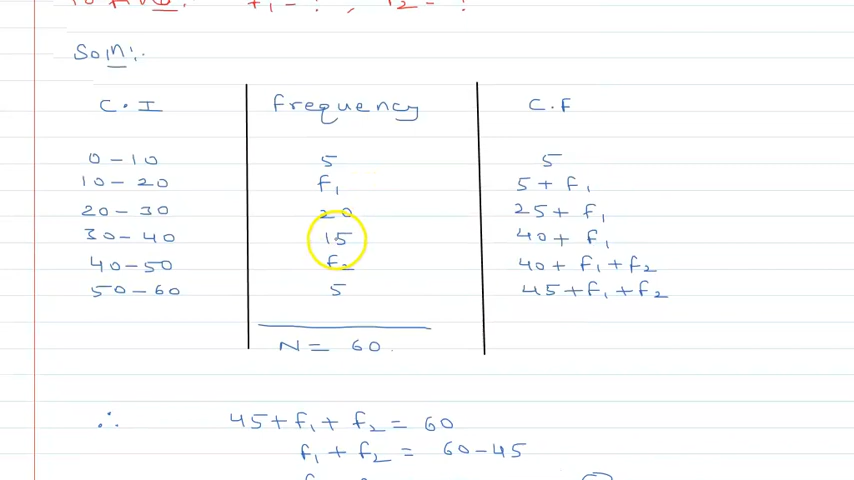 f1 = ? , f2 = ?
Soln:-
C.I Frequency C.F
0-10 5 5
10-20 f1 5+f1
20-30 20 25+f1
30-40 15 40+f1
40-50 f2 40+f1+f2
50-60 5 45+f1+f2
N= 60.
∴ 45+f1+f2 = 60
f1+f2 = 60-45